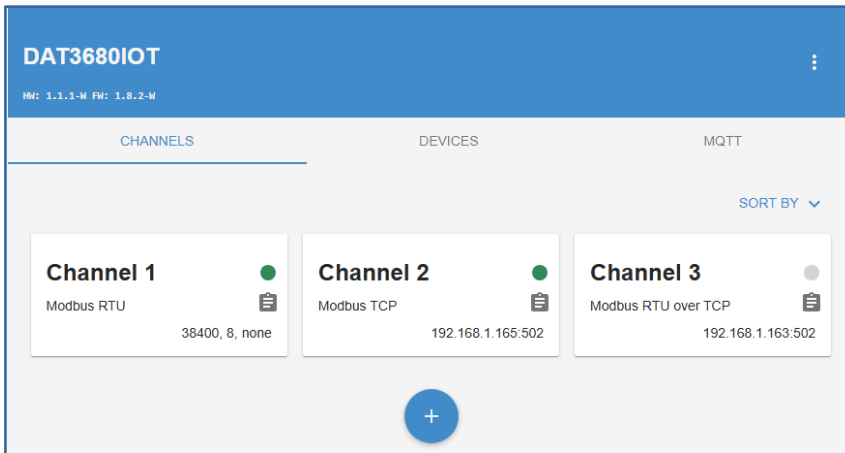 DAT3680IOT
HW: 1.1.1-W FW: 1.8.2-W
CHANNELS
DEVICES
MQTT
SORT BY
Channel 1
Modbus RTU
38400, 8, none
Channel 2
Modbus TCP
192.168.1.165:502
Channel 3
Modbus RTU over TCP
192.168.1.163:502
+